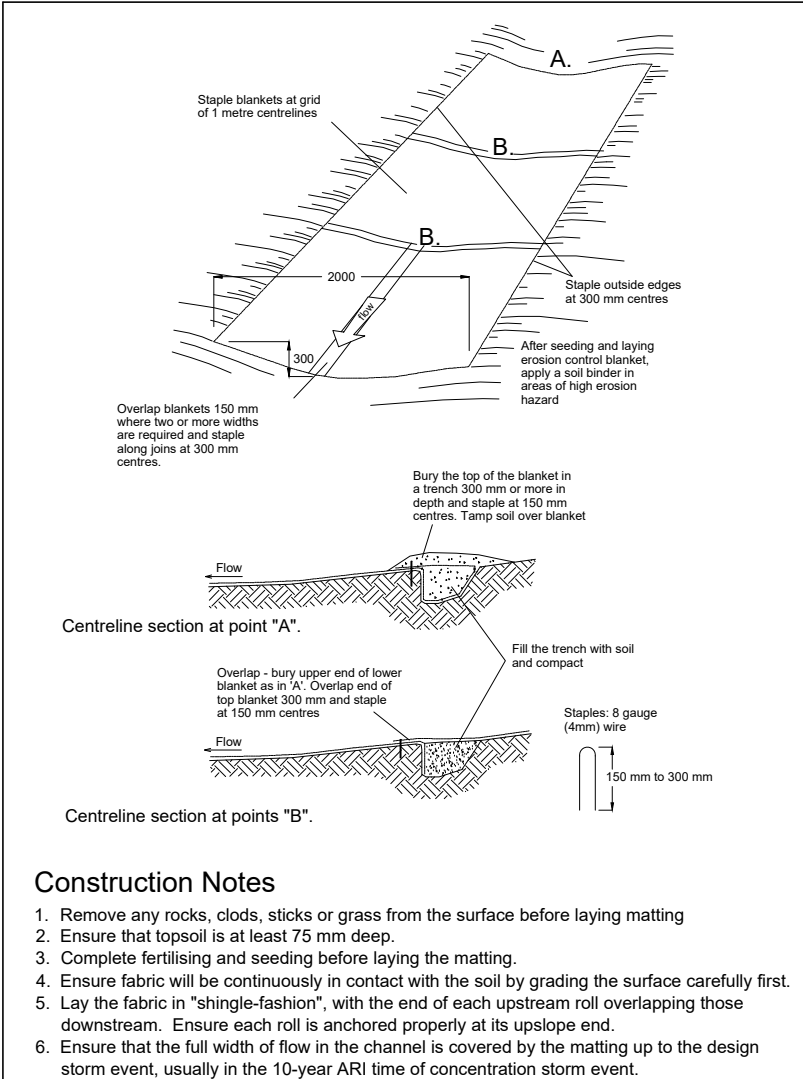 A.
Staple blankets at grid
of 1 metre centrelines
B.
B.
2000
flow
Staple outside edges
at 300 mm centres
300
After seeding and laying
erosion control blanket,
apply a soil binder in
areas of high erosion
hazard
Overlap blankets 150 mm
where two or more widths
are required and staple
along joins at 300 mm
centres.
Bury the top of the blanket in
a trench 300 mm or more in
depth and staple at 150 mm
centres. Tamp soil over blanket
Flow
Centreline section at point "A".
Fill the trench with soil
and compact
Overlap - bury upper end of lower
blanket as in 'A'. Overlap end of
top blanket 300 mm and staple
at 150 mm centres
Flow
Staples: 8 gauge
(4mm) wire
150 mm to 300 mm
Centreline section at points "B".
Construction Notes
1. Remove any rocks, clods, sticks or grass from the surface before laying matting
2. Ensure that topsoil is at least 75 mm deep.
3. Complete fertilising and seeding before laying the matting.
4. Ensure fabric will be continuously in contact with the soil by grading the surface carefully first.
5. Lay the fabric in "shingle-fashion", with the end of each upstream roll overlapping those
downstream. Ensure each roll is anchored properly at its upslope end.
6. Ensure that the full width of flow in the channel is covered by the matting up to the design
storm event, usually in the 10-year ARI time of concentration storm event.